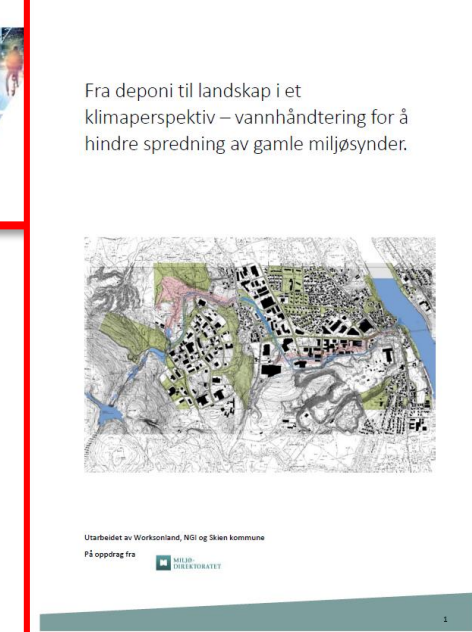 Fra deponi til landskap i et
klimaperspektiv – vannhåndtering for å
hindre spredning av gamle miljøsynder.
Utarbeidet av Worksonland, NGI og Skien kommune
På oppdrag fra
MILJØ-
DIREKTORATET
1